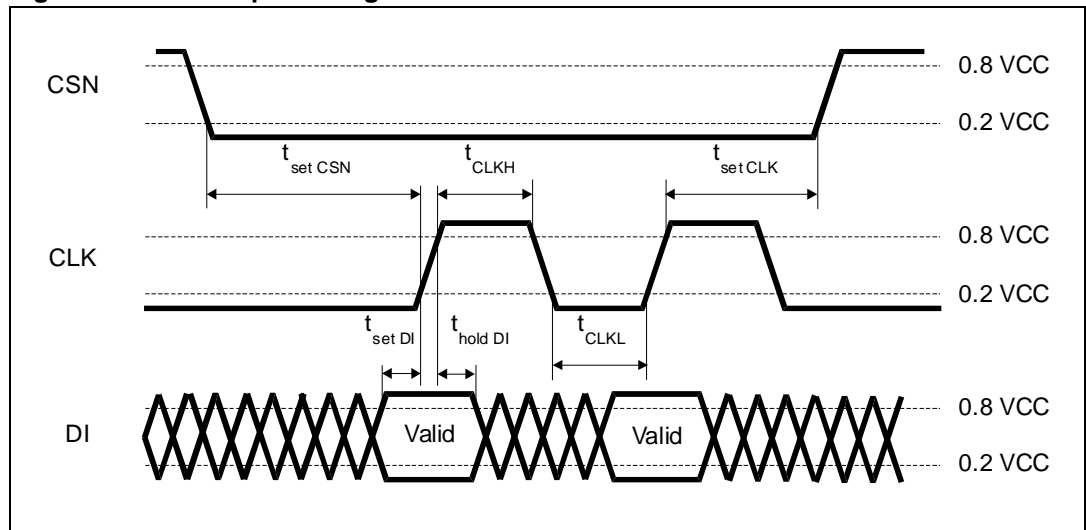 CSN
0.8 VCC
0.2 VCC
t set CSN
t CLKH
t set CLK
CLK
0.8 VCC
0.2 VCC
t set DI
t hold DI
t CLKL
DI
Valid
Valid
0.8 VCC
0.2 VCC